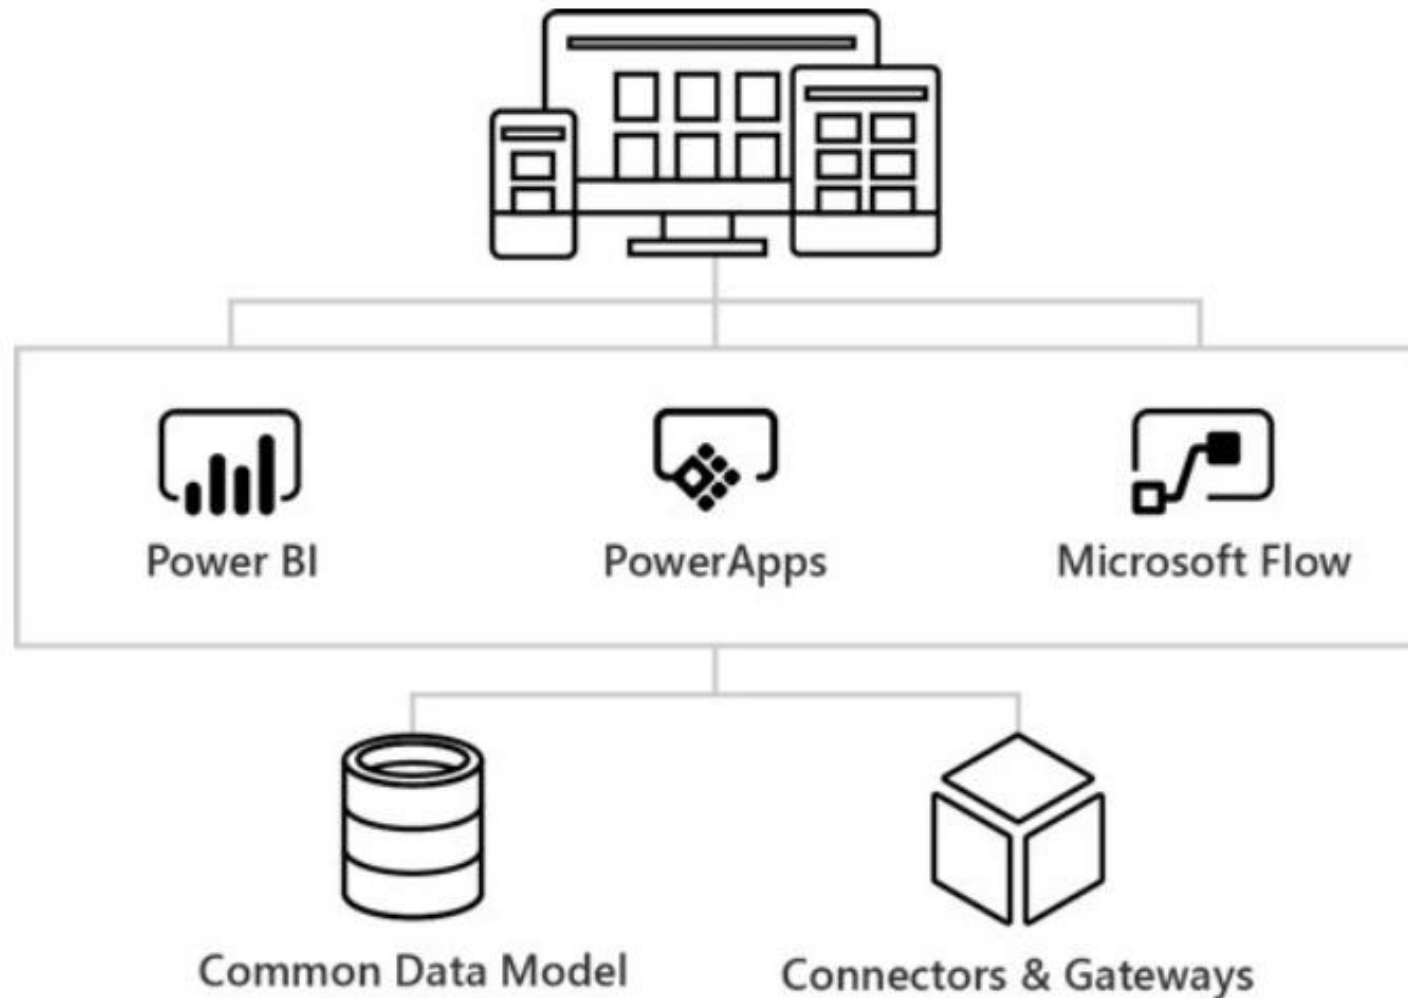 Power BI
PowerApps
Microsoft Flow
Common Data Model
Connectors & Gateways